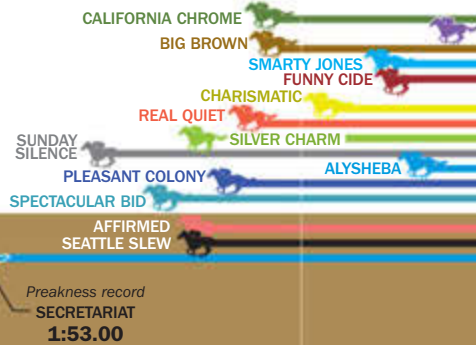 CALIFORNIA CHROME
BIG BROWN
SMARTY JONES
FUNNY CIDE
CHARISMATIC
REAL QUIET
SILVER CHARM
SUNDAY
SILENCE
ALYSHEBA
PLEASANT COLONY
SPECTACULAR BID
AFFIRMED
SEATTLE SLEW
Preakness record
SECRETARIAT
1:53.00